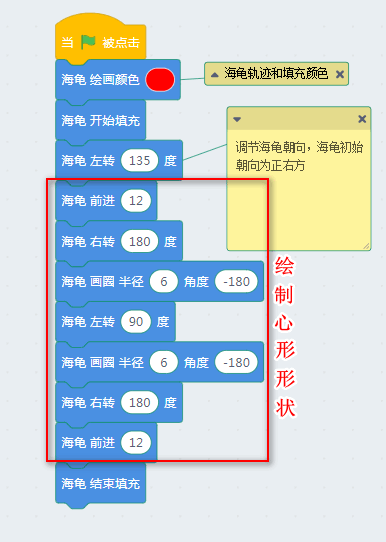 当 被点击
海龟 绘画颜色
海龟轨迹和填充颜色
海龟 开始填充
海龟 左转 135 度
调节海龟朝向，海龟初始
朝向为正右方
海龟 前进 12
海龟 右转 180 度
海龟 画圆 半径 6 角度 -180
海龟 左转 90 度
海龟 画圆 半径 6 角度 -180
海龟 右转 180 度
海龟 前进 12
海龟 结束填充
绘制心形形状